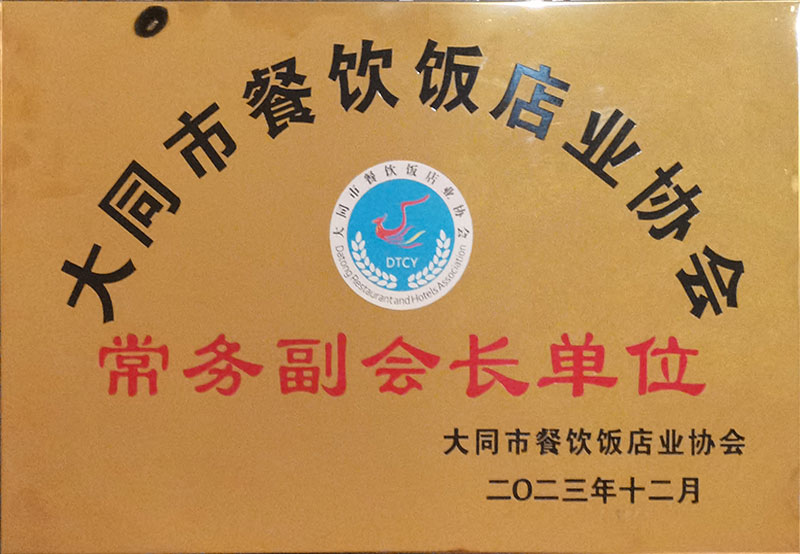 大同市餐饮饭店业协会
大同市餐饮饭店业协会
DTCY
Datong Restaurant and Hotels Association
常务副会长单位
大同市餐饮饭店业协会
二〇二三年十二月